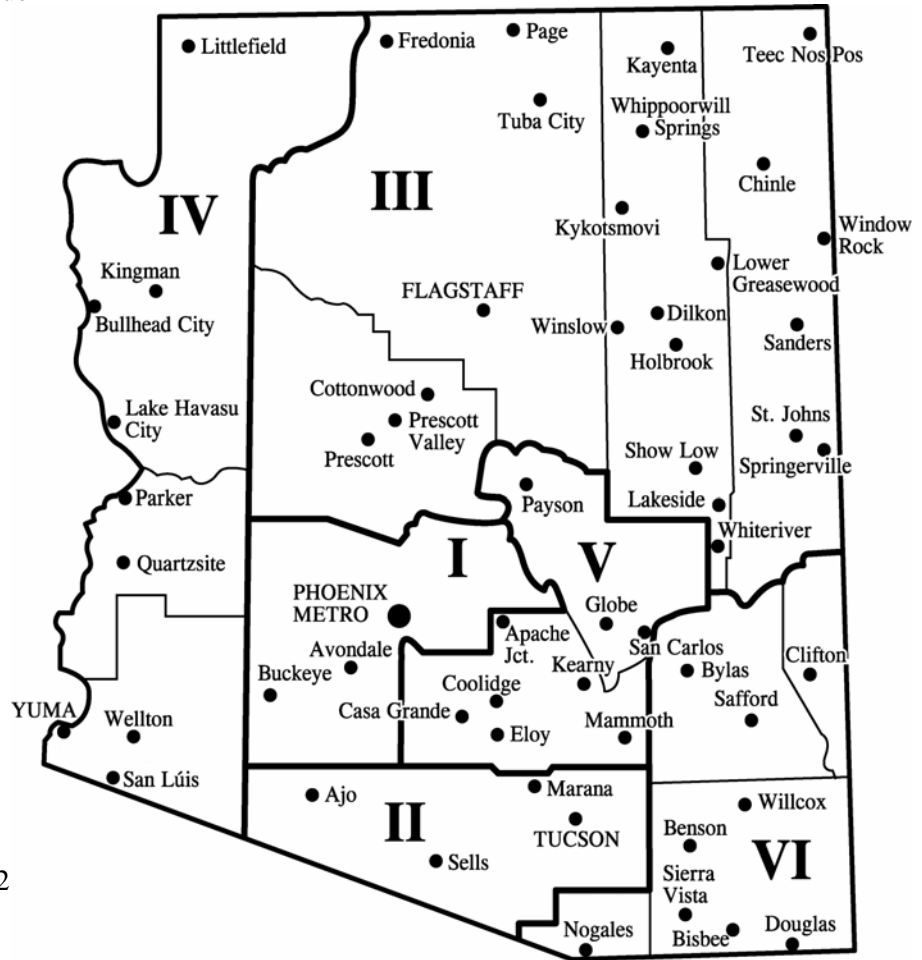 Littlefield
Fredonia
Page
Kayenta
Teec Nos Pos
Tuba City
Whippoorwill
Springs
Chinle
III
IV
Kykotsmovi
Window
Rock
Kingman
Lower
Greasewood
FLAGSTAFF
Bullhead City
Winslow
Dilkon
Sanders
Holbrook
Cottonwood
Lake Havasu
City
Prescott
Valley
Prescott
St. Johns
Show Low
Springerville
Parker
Payson
Lakeside
Whiteriver
I
V
Quartzsite
PHOENIX
METRO
Globe
Apache
Jct.
San Carlos
Avondale
Kearny
Bylas
Clifton
Buckeye
Coolidge
Safford
YUMA
Wellton
Casa Grande
Eloy
Mammoth
San Lúis
Ajo
Marana
Willcox
II
TUCSON
Benson
VI
Sells
Sierra
Vista
2
Nogales
Bisbee
Douglas